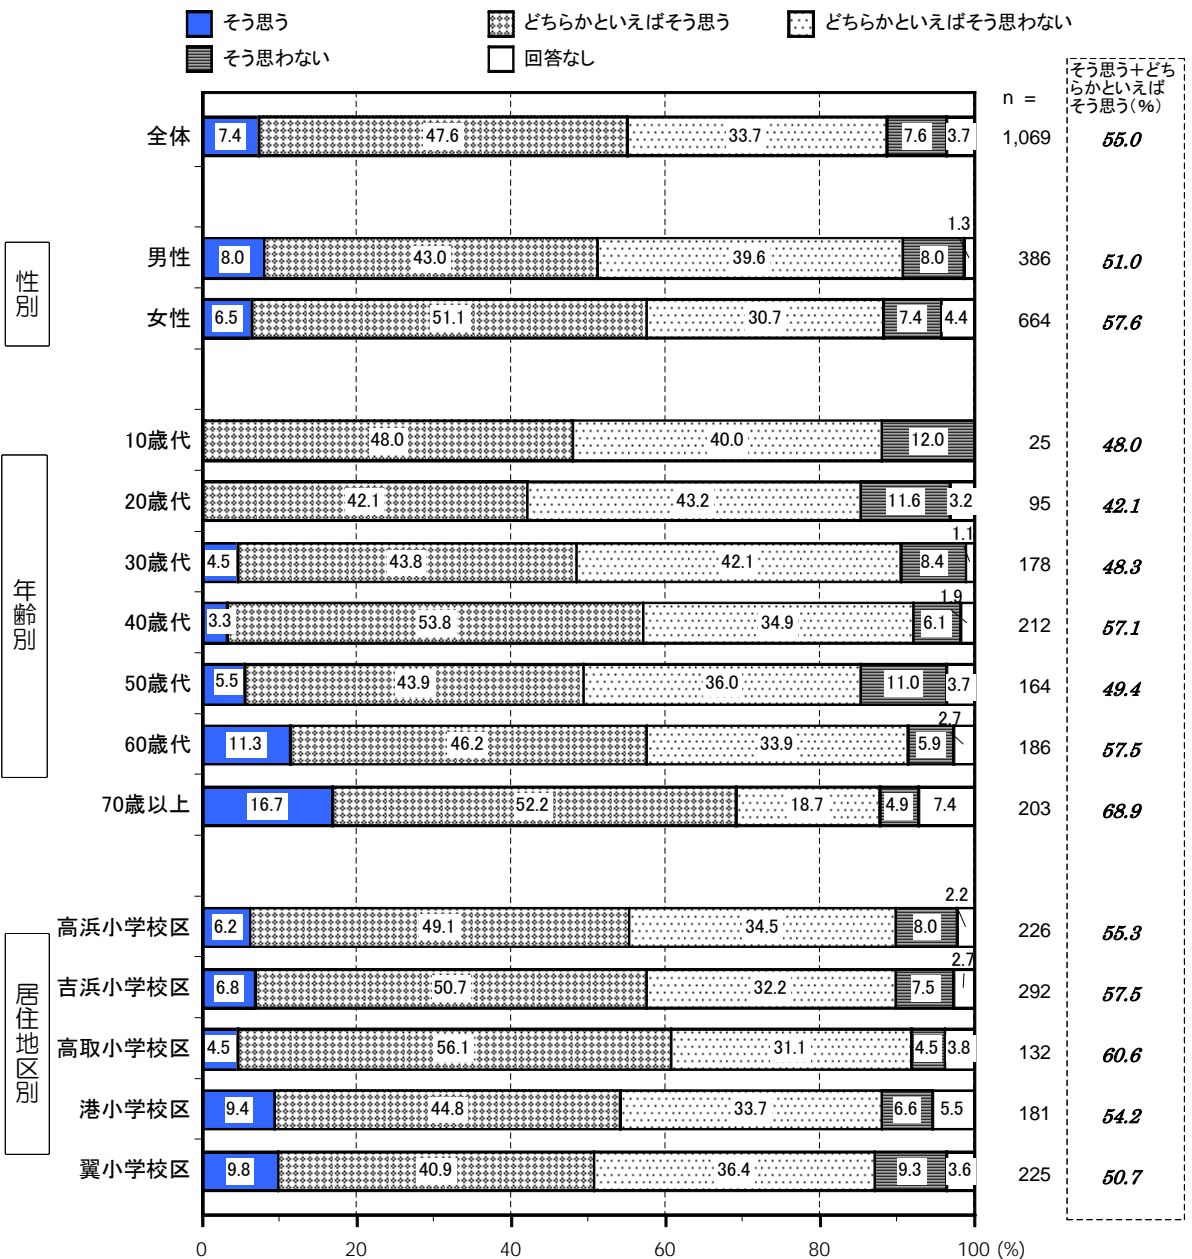 そう思う　どちらかといえばそう思う　どちらかといえばそう思わない
そう思わない　回答なし
そう思う＋どち
らかといえば
そう思う(％)
n =
全体 7.4 47.6 33.7 7.6 3.7 1,069 55.0
1.3
男性 8.0 43.0 39.6 8.0 386 51.0
女性 6.5 51.1 30.7 7.4 4.4 664 57.6
性別
10歳代 48.0 40.0 12.0 25 48.0
20歳代 42.1 43.2 11.6 3.2 95 42.1
1.1
30歳代 4.5 43.8 42.1 8.4 178 48.3
1.9
40歳代 3.3 53.8 34.9 6.1 212 57.1
50歳代 5.5 43.9 36.0 11.0 3.7 164 49.4
2.7
60歳代 11.3 46.2 33.9 5.9 186 57.5
70歳以上 16.7 52.2 18.7 4.9 7.4 203 68.9
年齢別
2.2
高浜小学校区 6.2 49.1 34.5 8.0 226 55.3
2.7
吉浜小学校区 6.8 50.7 32.2 7.5 292 57.5
高取小学校区 4.5 56.1 31.1 4.5 3.8 132 60.6
港小学校区 9.4 44.8 33.7 6.6 5.5 181 54.2
翼小学校区 9.8 40.9 36.4 9.3 3.6 225 50.7
居住地区別
0 20 40 60 80 100 (%)